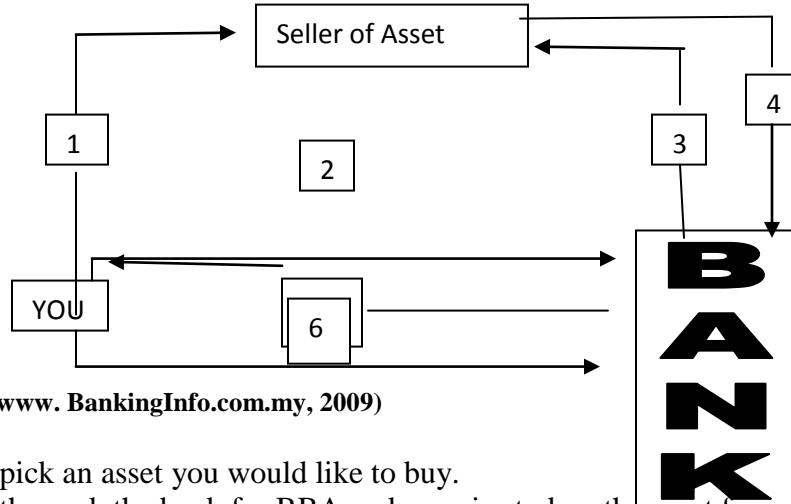 Seller of Asset
1
2
3
4
YOU
6
BANK
www. BankingInfo.com.my, 2009)
pick an asset you would like to buy.